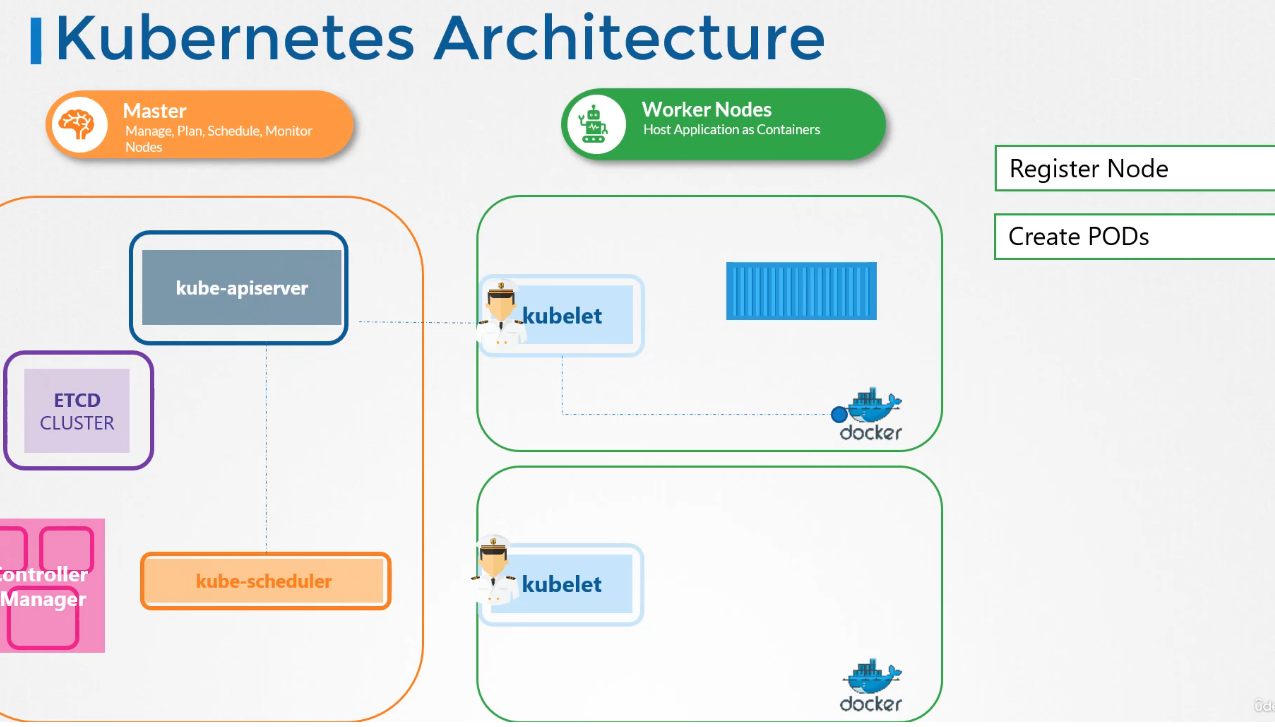 Kubernetes Architecture
Master
Manage, Plan, Schedule, Monitor
Nodes
Worker Nodes
Host Application as Containers
Register Node
Create PODs
kube-apiserver
kubelet
ETCD
CLUSTER
docker
Controller
Manager
kube-scheduler
kubelet
docker